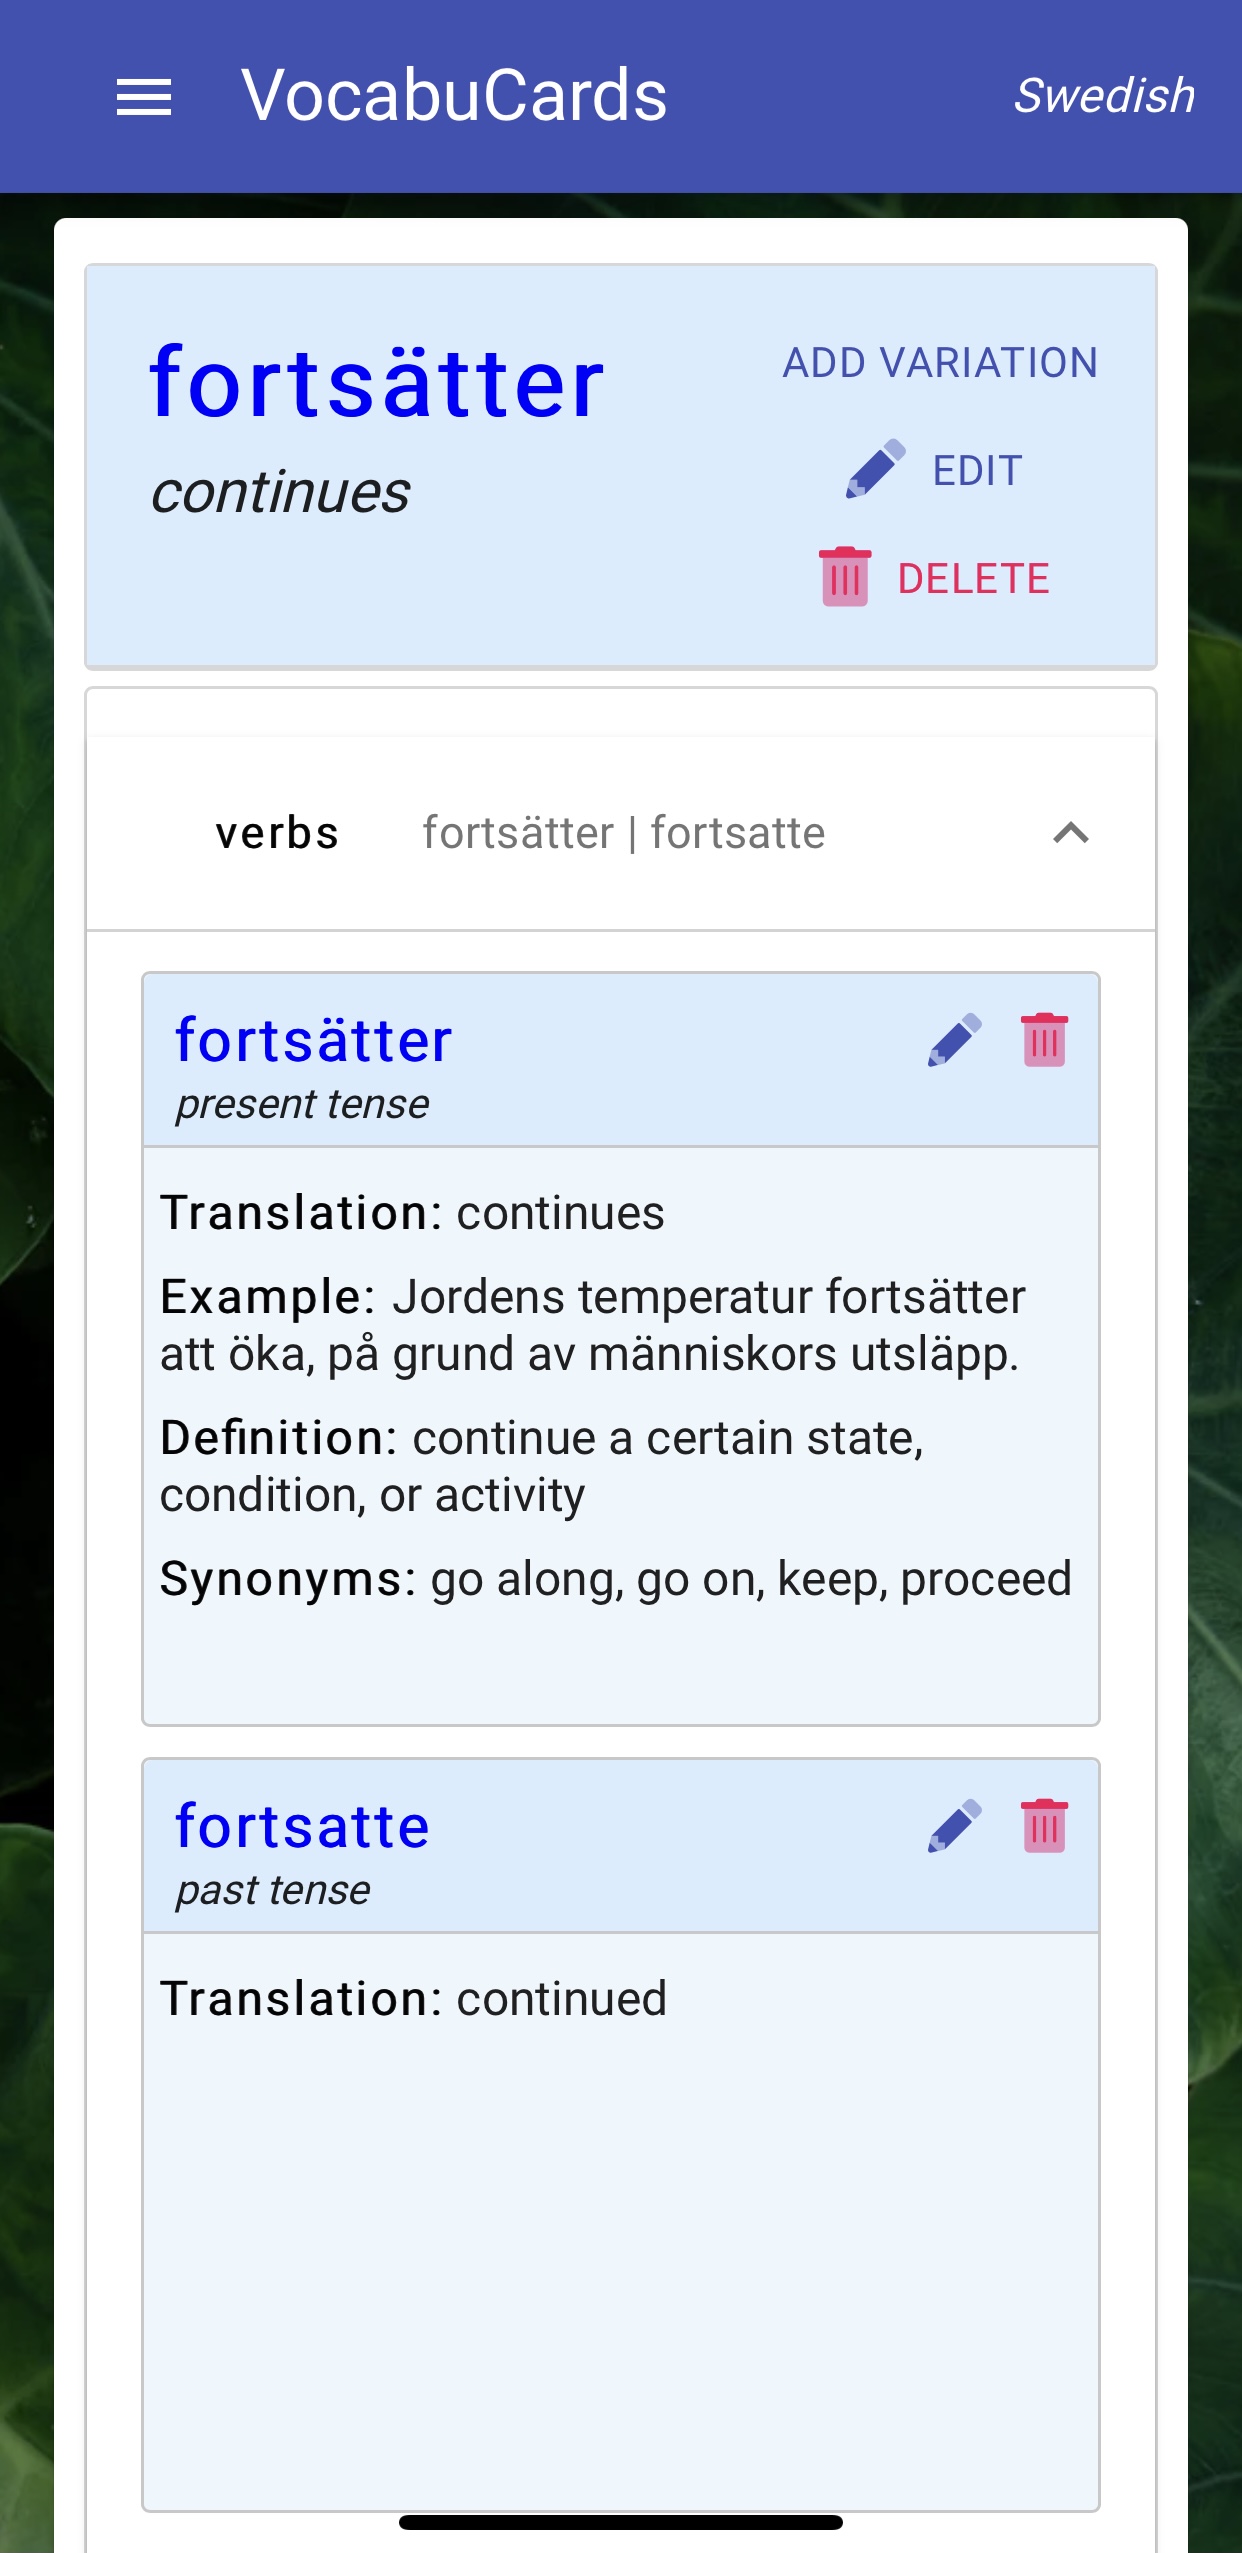 VocabuCards
Swedish
fortsätter
continues
ADD VARIATION
EDIT
DELETE
verbs
fortsätter | fortsatte
fortsätter
present tense
Translation: continues
Example: Jordens temperatur fortsätter
att öka, på grund av människors utsläpp.
Definition: continue a certain state,
condition, or activity
Synonyms: go along, go on, keep, proceed
fortsatte
past tense
Translation: continued